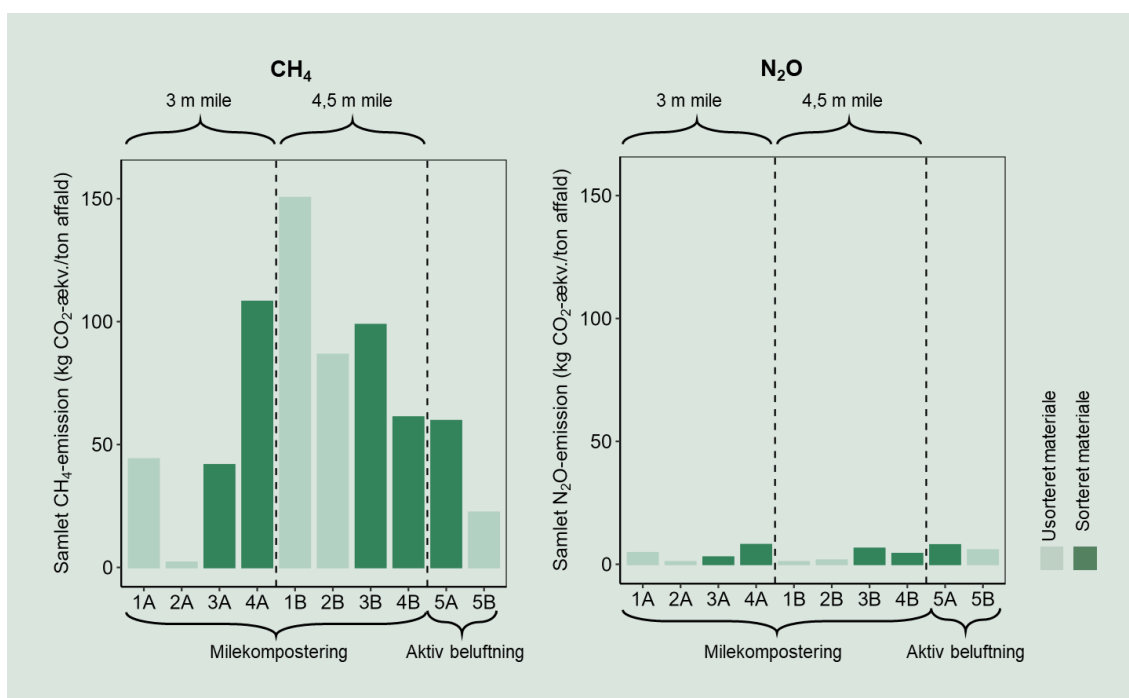 CH₄
3 m mile
4,5 m mile
Samlet CH₄-emission (kg CO₂-ækv./ton affald)
150
100
50
0
1A 2A 3A 4A 1B 2B 3B 4B 5A 5B
Milekompostering
Aktiv beluftning
N₂O
3 m mile
4,5 m mile
Samlet N₂O-emission (kg CO₂-ækv./ton affald)
150
100
50
0
1A 2A 3A 4A 1B 2B 3B 4B 5A 5B
Milekompostering
Aktiv beluftning
Usorteret materiale
Sorteret materiale